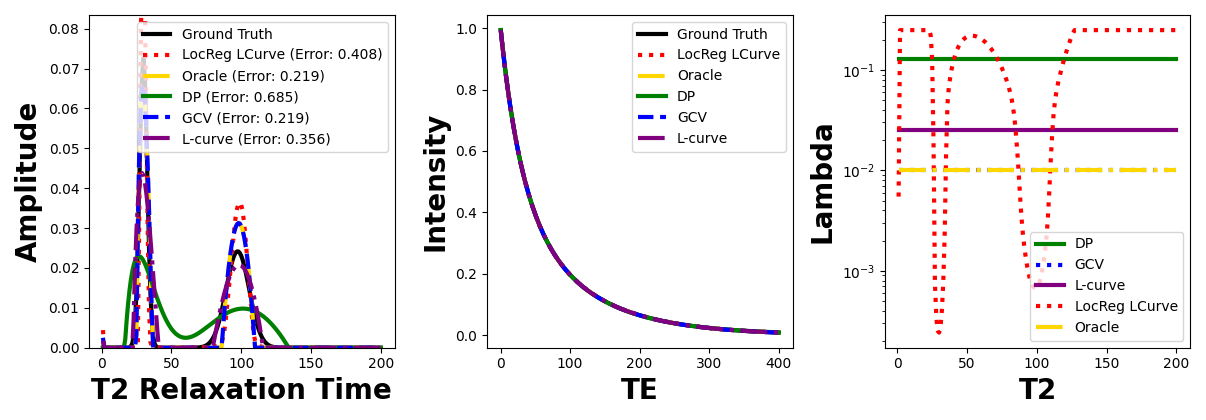 0.08
0.07
0.06
0.05
0.04
0.03
0.02
0.01
0.00
0
50
100
150
200
Amplitude
T2 Relaxation Time
Ground Truth
LocReg LCurve (Error: 0.408)
Oracle (Error: 0.219)
DP (Error: 0.685)
GCV (Error: 0.219)
L-curve (Error: 0.356)
1.0
0.8
0.6
0.4
0.2
0.0
0
100
200
300
400
Intensity
TE
Ground Truth
LocReg LCurve
Oracle
DP
GCV
L-curve
10⁻¹
10⁻²
10⁻³
0
50
100
150
200
Lambda
T2
DP
GCV
L-curve
LocReg LCurve
Oracle